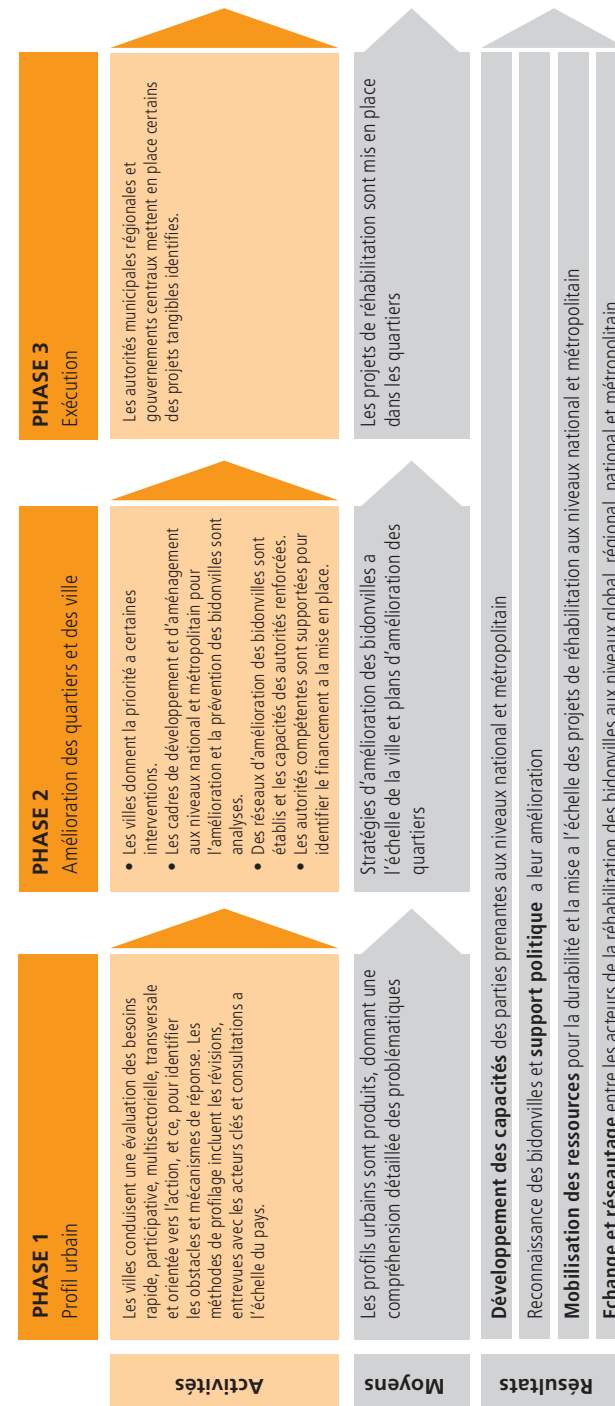 PHASE 1
Profil urbain
PHASE 2
Amélioration des quartiers et des ville
PHASE 3
Exécution
Activités
Les villes conduisent une évaluation des besoins
rapide, participative, multisectorielle, transversale
et orientée vers l'action, et ce, pour identifier
les obstacles et mécanismes de réponse. Les
méthodes de profilage incluent les révisions,
entrevues avec les acteurs clés et consultations a
l'échelle du pays.
• Les villes donnent la priorité a certaines
interventions.
• Les cadres de développement et d'aménagement
aux niveaux national et métropolitain pour
l'amélioration et la prévention des bidonvilles sont
analyses.
• Des réseaux d'amélioration des bidonvilles sont
établis et les capacités des autorités renforcées.
• Les autorités compétentes sont supportées pour
identifier le financement a la mise en place.
Les autorités municipales régionales et
gouvernements centraux mettent en place certains
des projets tangibles identifies.
Moyens
Les profils urbains sont produits, donnant une
compréhension détaillée des problématiques
Stratégies d'amélioration des bidonvilles a
l'échelle de la ville et plans d'amélioration des
quartiers
Les projets de réhabilitation sont mis en place
dans les quartiers
Résultats
Développement des capacités des parties prenantes aux niveaux national et métropolitain
Reconnaissance des bidonvilles et support politique a leur amélioration
Mobilisation des ressources pour la durabilité et la mise a l'échelle des projets de réhabilitation aux niveaux national et métropolitain
Echange et réseautage entre les acteurs de la réhabilitation des bidonvilles aux niveaux global, régional, national et métropolitain